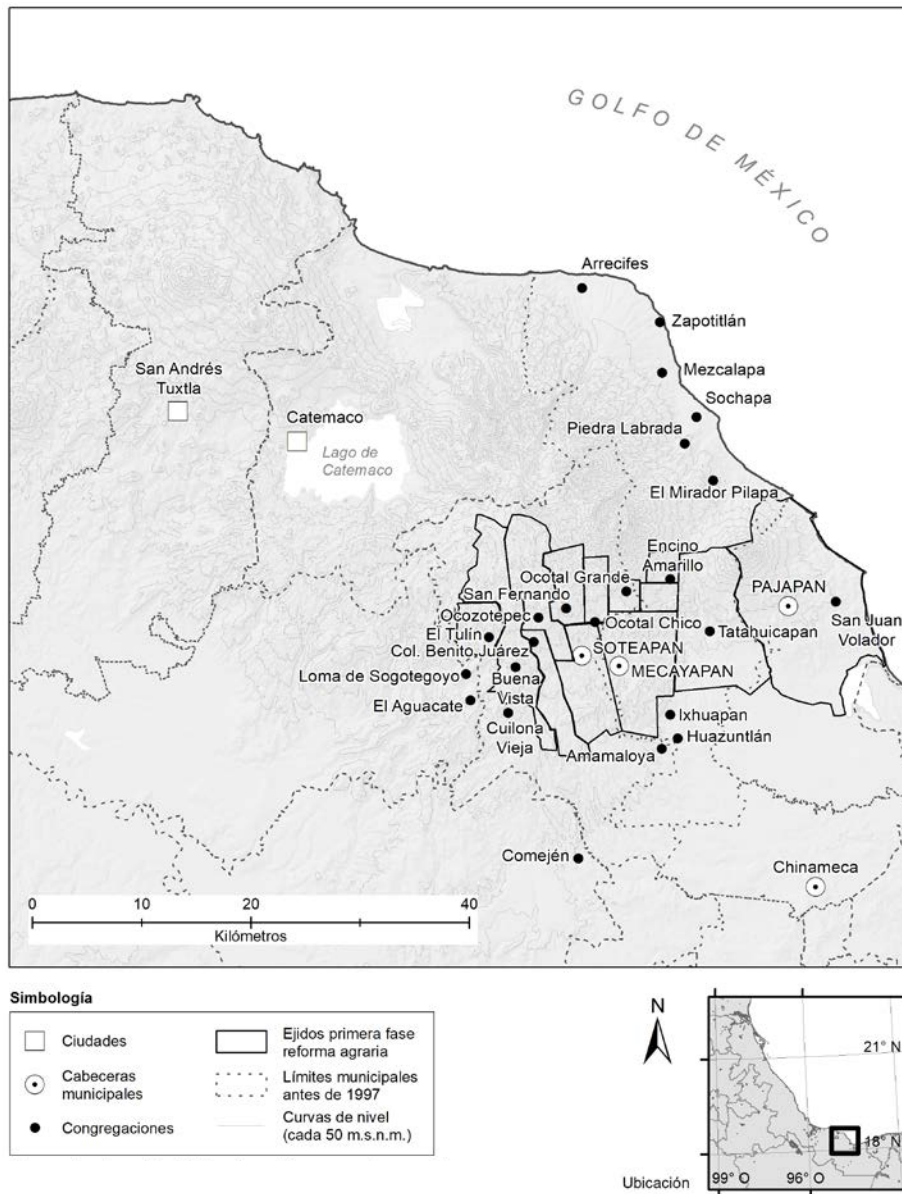 GOLFO DE MÉXICO
Arrecifes
Zapotitlán
Mezcalapa
San Andrés
Tuxtla
Sochapa
Catemaco
Piedra Labrada
Lago de
Catemaco
El Mirador Pilapa
Encino
Amarillo
Ocotal Grande
PAJAPAN
San Fernando
Ocozotepec
Ocotal Chico
San Juan
Volador
El Tulín
Tatahuicapan
Col. Benito Juárez
SOTEAPAN
MECAYAPAN
Loma de Sogotegoyo
Buena
Vista
El Aguacate
Ixhuapan
Cuilona
Vieja
Huazuntlán
Amamaloya
Comején
Chinameca
0 10 20 40
Kilómetros
Simbología
Ciudades
Cabeceras
municipales
Congregaciones
Ejidos primera fase
reforma agraria
Límites municipales
antes de 1997
Curvas de nivel
(cada 50 m.s.n.m.)
N
21° N
18° N
99° O 96° O
Ubicación